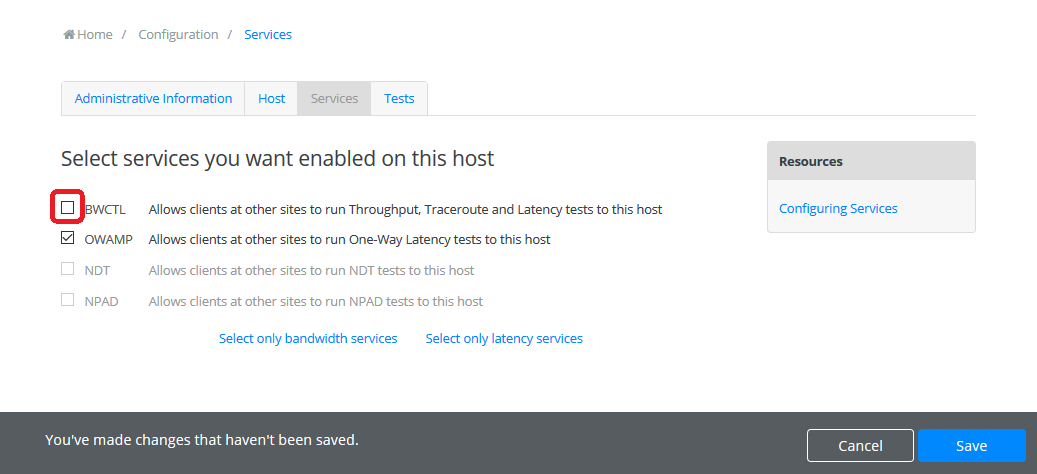 Home / Configuration / Services
Administrative Information Host Services Tests
Select services you want enabled on this host
Resources
Configuring Services
BWCTL Allows clients at other sites to run Throughput, Traceroute and Latency tests to this host
OWAMP Allows clients at other sites to run One-Way Latency tests to this host
NDT Allows clients at other sites to run NDT tests to this host
NPAD Allows clients at other sites to run NPAD tests to this host
Select only bandwidth services Select only latency services
You've made changes that haven't been saved.
Cancel Save